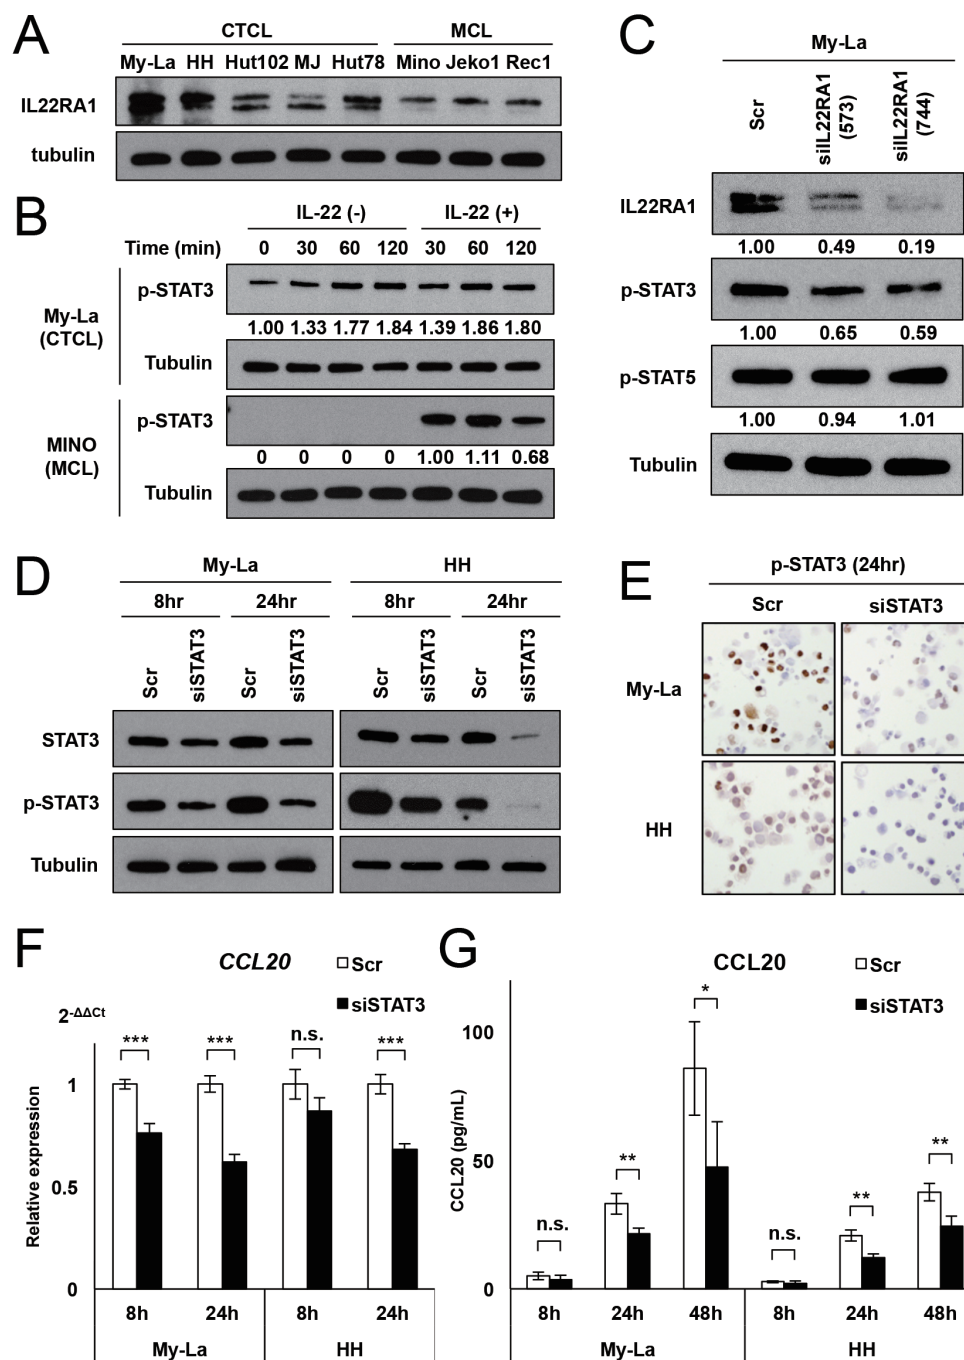 A
CTCL MCL
My-La HH Hut102 MJ Hut78 Mino Jeko1 Rec1
IL22RA1
tubulin
B
IL-22 (-) IL-22 (+)
Time (min) 0 30 60 120 30 60 120
My-La
(CTCL)
p-STAT3
1.00 1.33 1.77 1.84 1.39 1.86 1.80
Tubulin
MINO
(MCL)
p-STAT3
0 0 0 0 1.00 1.11 0.68
Tubulin
C
My-La
Scr
siIL22RA1
(573)
siIL22RA1
(744)
IL22RA1
1.00 0.49 0.19
p-STAT3
1.00 0.65 0.59
p-STAT5
1.00 0.94 1.01
Tubulin
D
My-La HH
8hr 24hr 8hr 24hr
Scr siSTAT3 Scr siSTAT3 Scr siSTAT3 Scr siSTAT3
STAT3
p-STAT3
Tubulin
E
p-STAT3 (24hr)
Scr siSTAT3
My-La
HH
F
CCL20
Scr
siSTAT3
2-ΔΔCt
Relative expression
1
0.5
0
*** *** n.s. ***
8h 24h 8h 24h
My-La HH
G
CCL20
Scr
siSTAT3
CCL20 (pg/mL)
100
50
0
n.s. ** * n.s. ** **
8h 24h 48h 8h 24h 48h
My-La HH